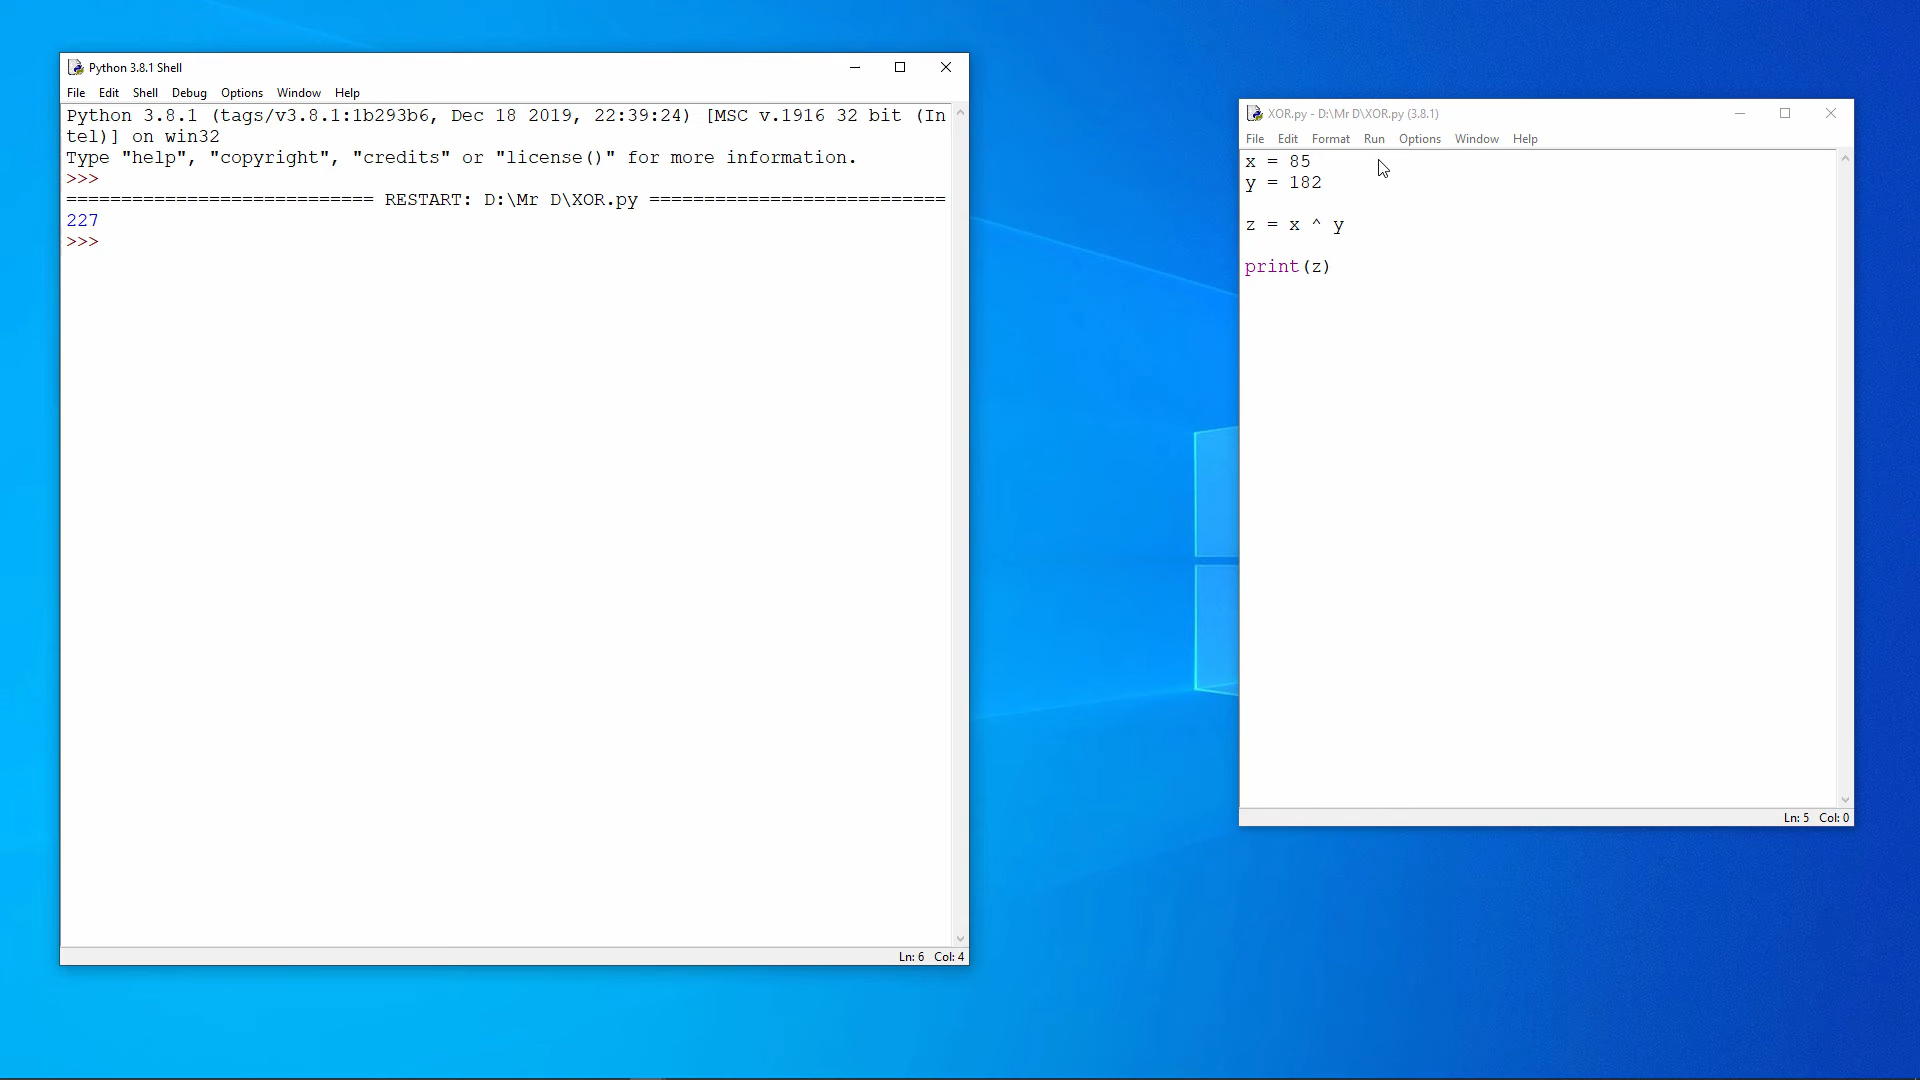 Python 3.8.1 Shell
File Edit Shell Debug Options Window Help
Python 3.8.1 (tags/v3.8.1:1b293b6, Dec 18 2019, 22:39:24) [MSC v.1916 32 bit (In
tel)] on win32
Type "help", "copyright", "credits" or "license()" for more information.
>>>
============================ RESTART: D:\Mr D\XOR.py ===========================
227
>>>
Ln: 6 Col: 4
XOR.py - D:\Mr D\XOR.py (3.8.1)
File Edit Format Run Options Window Help
x = 85
y = 182
z = x ^ y
print(z)
Ln: 5 Col: 0